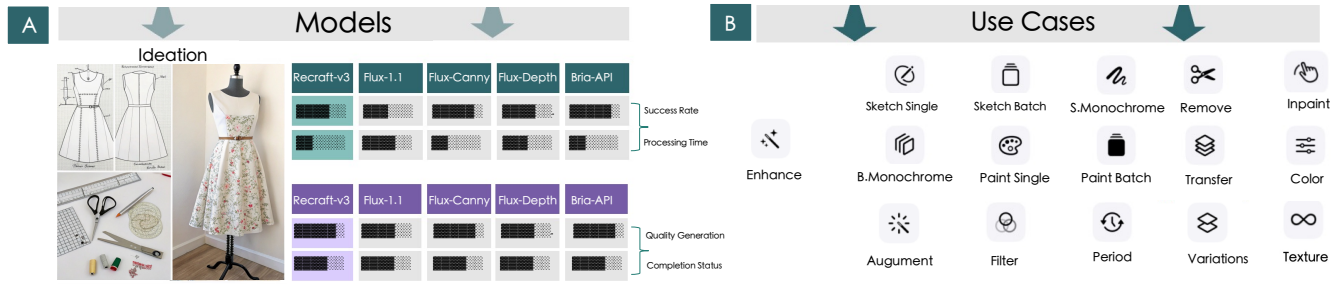 A
Models
Ideation
Recraft-v3 Flux-1.1 Flux-Canny Flux-Depth Bria-API
Success Rate
Processing Time
Recraft-v3 Flux-1.1 Flux-Canny Flux-Depth Bria-API
Quality Generation
Completion Status
B
Use Cases
Enhance
Sketch Single Sketch Batch S.Monochrome Remove Inpaint
B.Monochrome Paint Single Paint Batch Transfer Color
Augument Filter Period Variations Texture